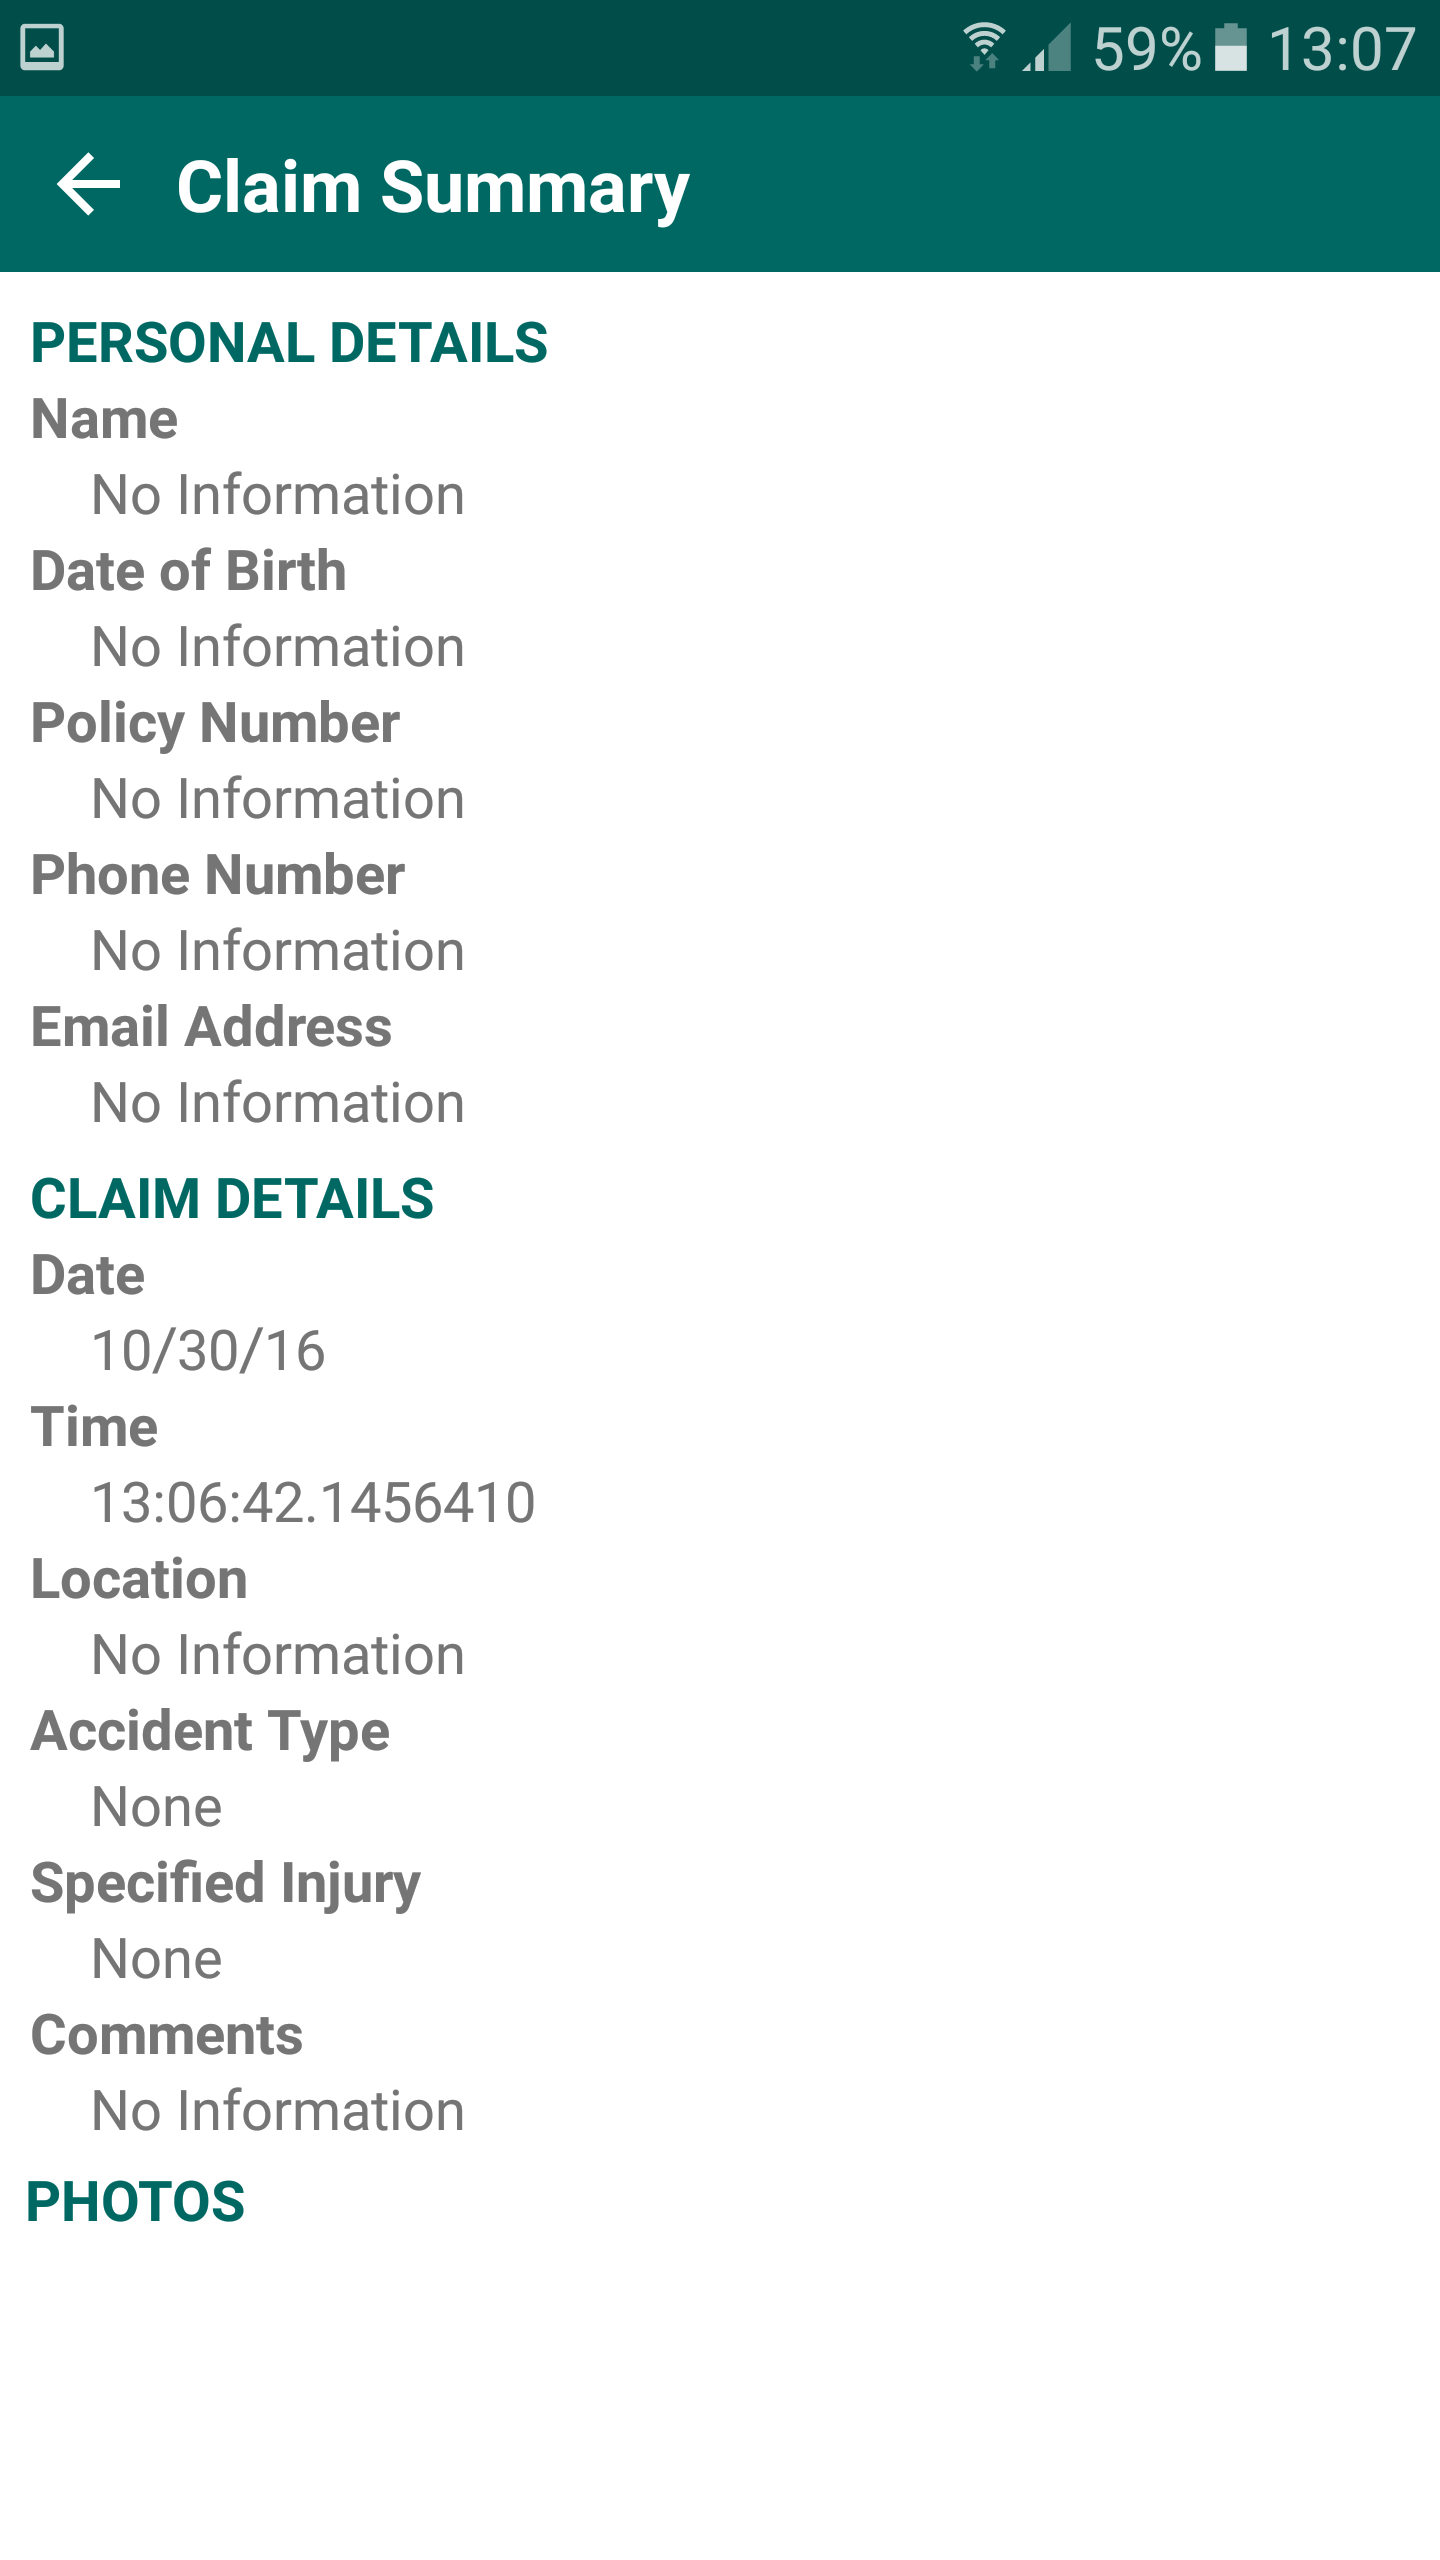 59% 13:07
Claim Summary
PERSONAL DETAILS
Name
No Information
Date of Birth
No Information
Policy Number
No Information
Phone Number
No Information
Email Address
No Information
CLAIM DETAILS
Date
10/30/16
Time
13:06:42.1456410
Location
No Information
Accident Type
None
Specified Injury
None
Comments
No Information
PHOTOS